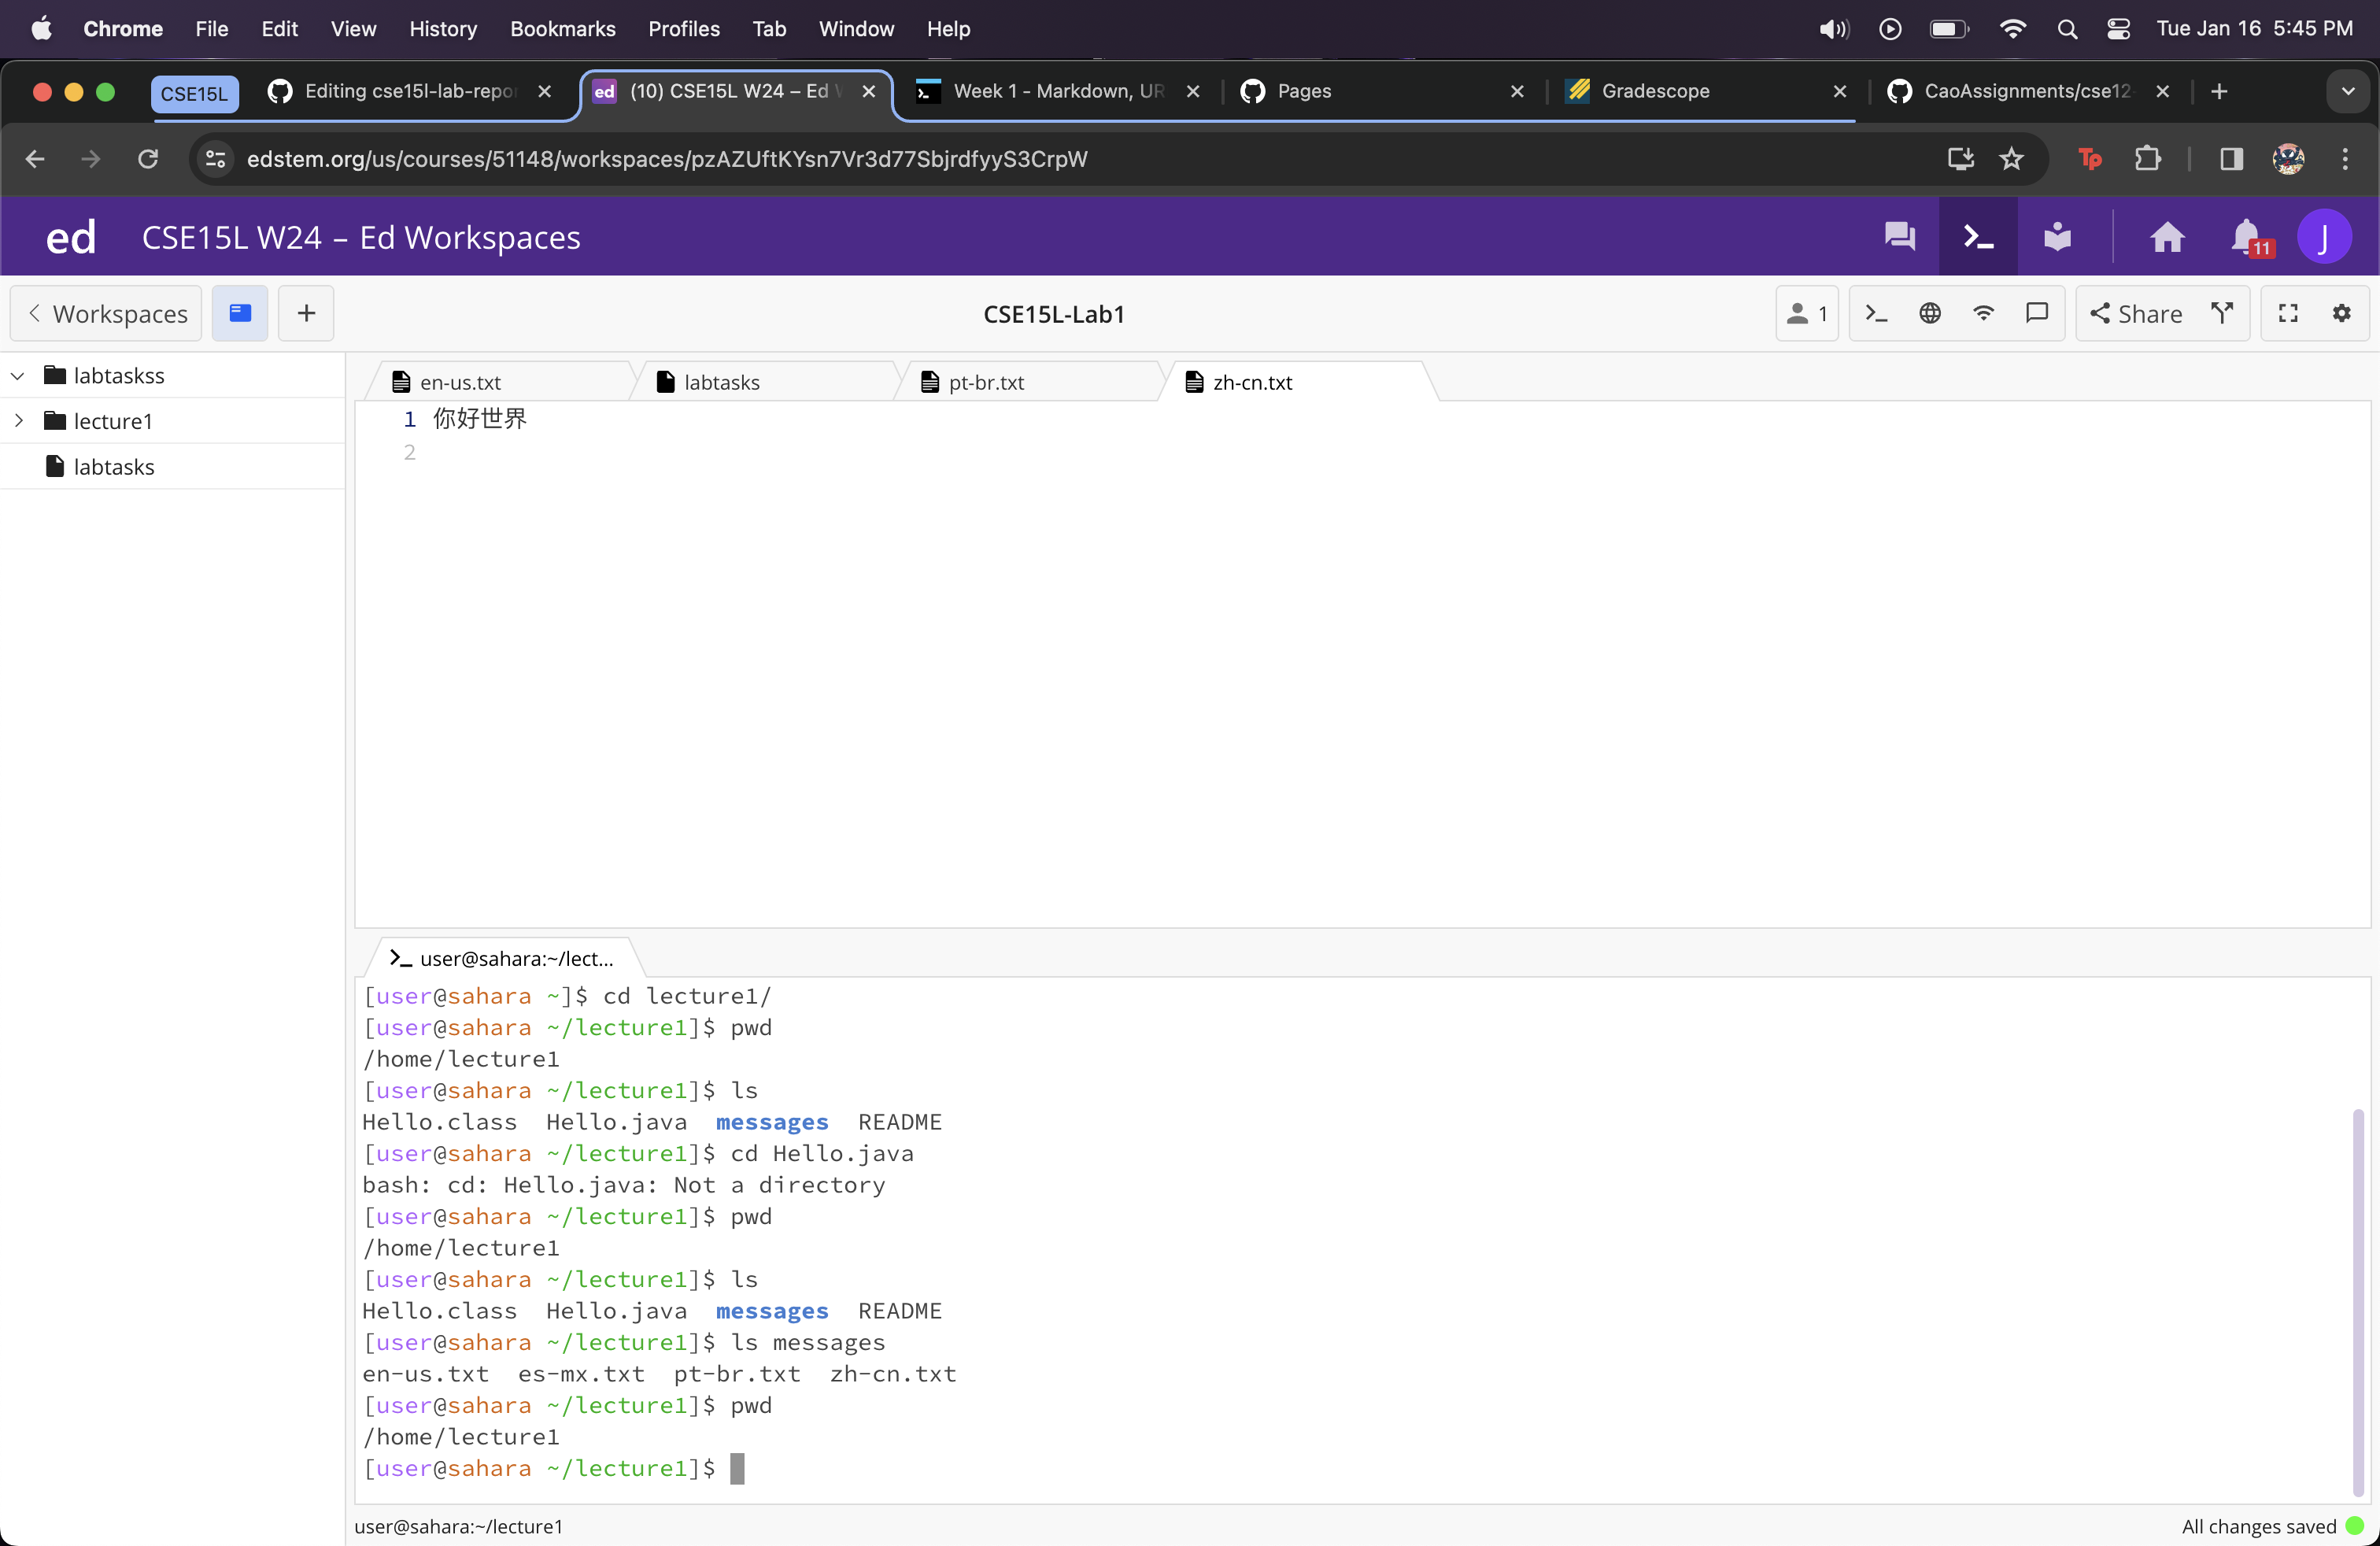 Chrome File Edit View History Bookmarks Profiles Tab Window Help Tue Jan 16 5:45 PM
CSE15L Editing cse15l-lab-repo (10) CSE15L W24 – Ed Week 1 - Markdown, UR Pages Gradescope CaoAssignments/cse12
edstem.org/us/courses/51148/workspaces/pzAZUftKYsn7Vr3d77SbjrdfyyS3CrpW Tp
ed CSE15L W24 – Ed Workspaces 11 J
Workspaces CSE15L-Lab1 1 Share
labtaskss
lecture1
labtasks
en-us.txt labtasks pt-br.txt zh-cn.txt
1 你好世界
2
user@sahara:~/lect...
[user@sahara ~]$ cd lecture1/
[user@sahara ~/lecture1]$ pwd
/home/lecture1
[user@sahara ~/lecture1]$ ls
Hello.class Hello.java messages README
[user@sahara ~/lecture1]$ cd Hello.java
bash: cd: Hello.java: Not a directory
[user@sahara ~/lecture1]$ pwd
/home/lecture1
[user@sahara ~/lecture1]$ ls
Hello.class Hello.java messages README
[user@sahara ~/lecture1]$ ls messages
en-us.txt es-mx.txt pt-br.txt zh-cn.txt
[user@sahara ~/lecture1]$ pwd
/home/lecture1
[user@sahara ~/lecture1]$
user@sahara:~/lecture1 All changes saved